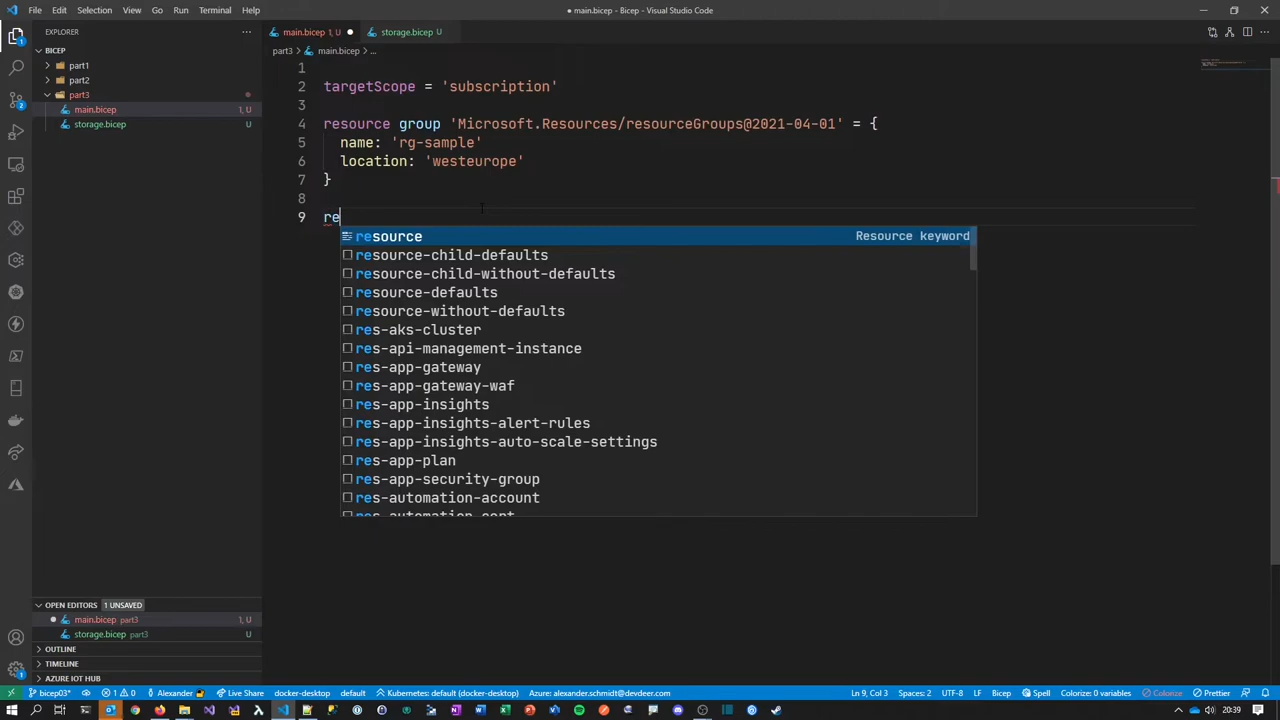 File Edit Selection View Go Run Terminal Help
● main.bicep - Bicep - Visual Studio Code
EXPLORER
BICEP
part1
part2
part3
main.bicep 1, U
storage.bicep U
OPEN EDITORS 1 UNSAVED
main.bicep part3 1, U
storage.bicep part3 U
OUTLINE
TIMELINE
AZURE IOT HUB
main.bicep 1, U ●
storage.bicep U
part3 > main.bicep > ...
1
2 targetScope = 'subscription'
3
4 resource group 'Microsoft.Resources/resourceGroups@2021-04-01' = {
5 name: 'rg-sample'
6 location: 'westeurope'
7 }
8
9 re
resource Resource keyword
resource-child-defaults
resource-child-without-defaults
resource-defaults
resource-without-defaults
res-aks-cluster
res-api-management-instance
res-app-gateway
res-app-gateway-waf
res-app-insights
res-app-insights-alert-rules
res-app-insights-auto-scale-settings
res-app-plan
res-app-security-group
res-automation-account
bicep03* 1 0 Alexander Live Share docker-desktop default Kubernetes: default (docker-desktop) Azure: alexander.schmidt@devdeer.com Ln 9, Col 3 Spaces: 2 UTF-8 LF Bicep Spell Colorize: 0 variables Colorize Prettier
20:39